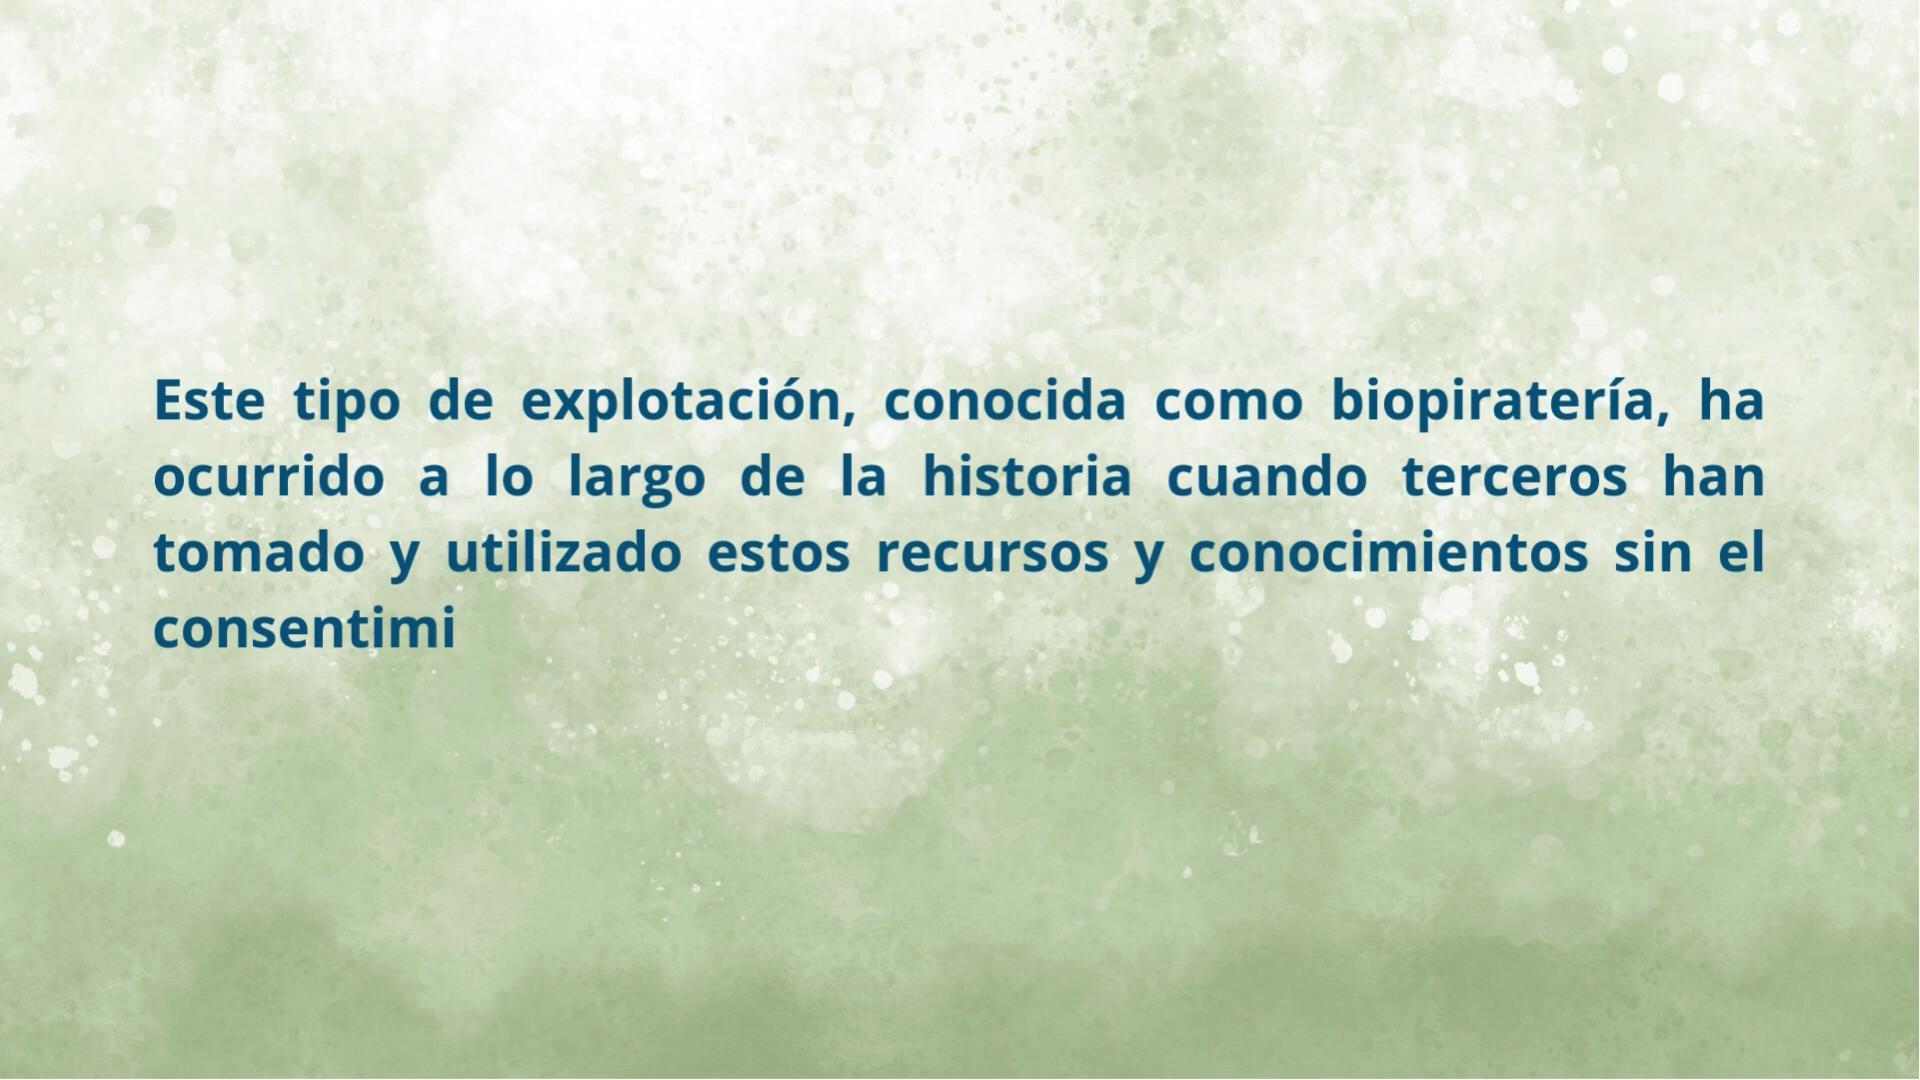 Este tipo de explotación, conocida como biopiratería, ha
ocurrido a lo largo de la historia cuando terceros han
tomado y utilizado estos recursos y conocimientos sin el
consentimi